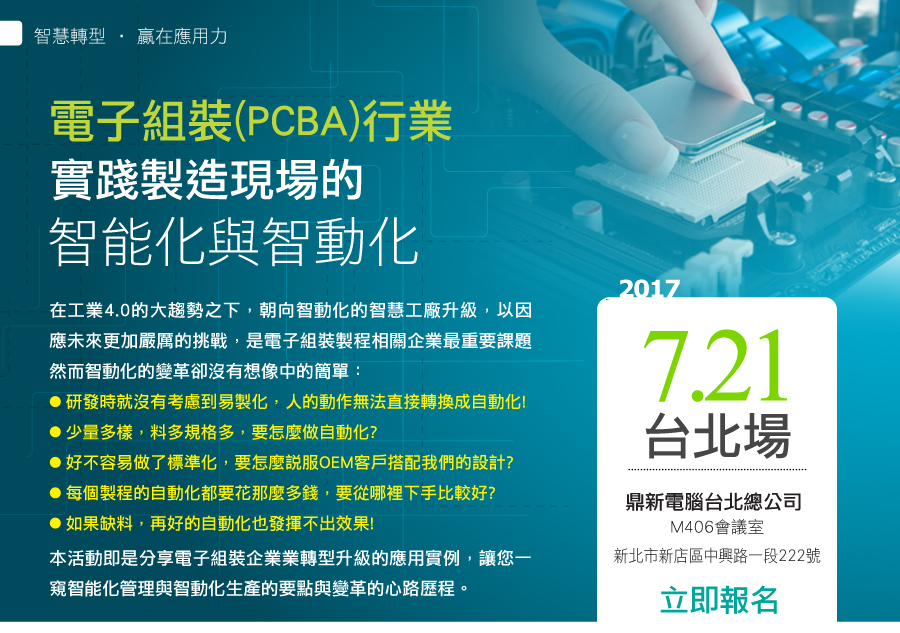 智慧轉型 · 贏在應用力
電子組裝(PCBA)行業
實踐製造現場的
智能化與智動化
在工業4.0的大趨勢之下，朝向智動化的智慧工廠升級，以因
應未來更加嚴厲的挑戰，是電子組裝製程相關企業最重要課題
然而智動化的變革卻沒有想像中的簡單：
● 研發時就沒有考慮到易製化，人的動作無法直接轉換成自動化!
● 少量多樣，料多規格多，要怎麼做自動化?
● 好不容易做了標準化，要怎麼説服OEM客戶搭配我們的設計?
● 每個製程的自動化都要花那麼多錢，要從哪裡下手比較好?
● 如果缺料，再好的自動化也發揮不出效果!
本活動即是分享電子組裝企業業轉型升級的應用實例，讓您一
窺智能化管理與智動化生產的要點與變革的心路歷程。
2017
7.21
台北場
鼎新電腦台北總公司
M406會議室
新北市新店區中興路一段222號
立即報名